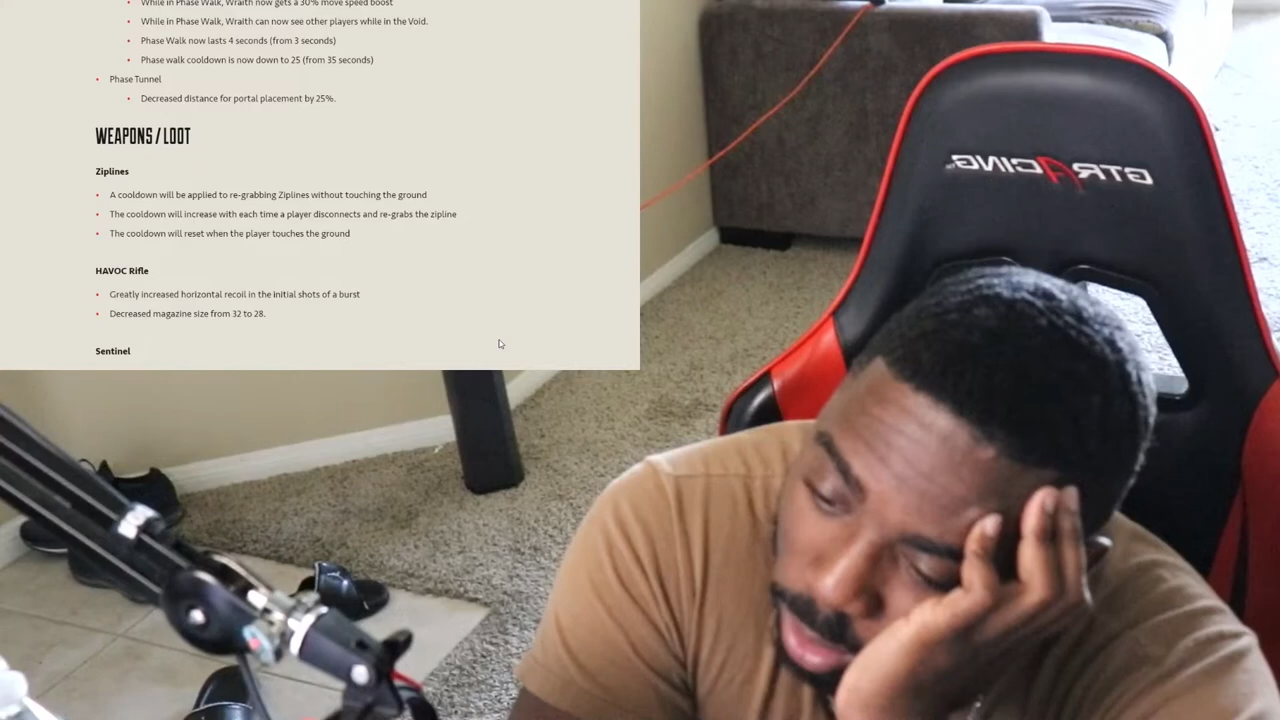 While in Phase Walk, Wraith now gets a 30% move speed boost
While in Phase Walk, Wraith can now see other players while in the Void.
Phase Walk now lasts 4 seconds (from 3 seconds)
Phase walk cooldown is now down to 25 (from 35 seconds)
Phase Tunnel
Decreased distance for portal placement by 25%.
WEAPONS / LOOT
Ziplines
A cooldown will be applied to re-grabbing Ziplines without touching the ground
The cooldown will increase with each time a player disconnects and re-grabs the zipline
The cooldown will reset when the player touches the ground
HAVOC Rifle
Greatly increased horizontal recoil in the initial shots of a burst
Decreased magazine size from 32 to 28.
Sentinel
GTRACING